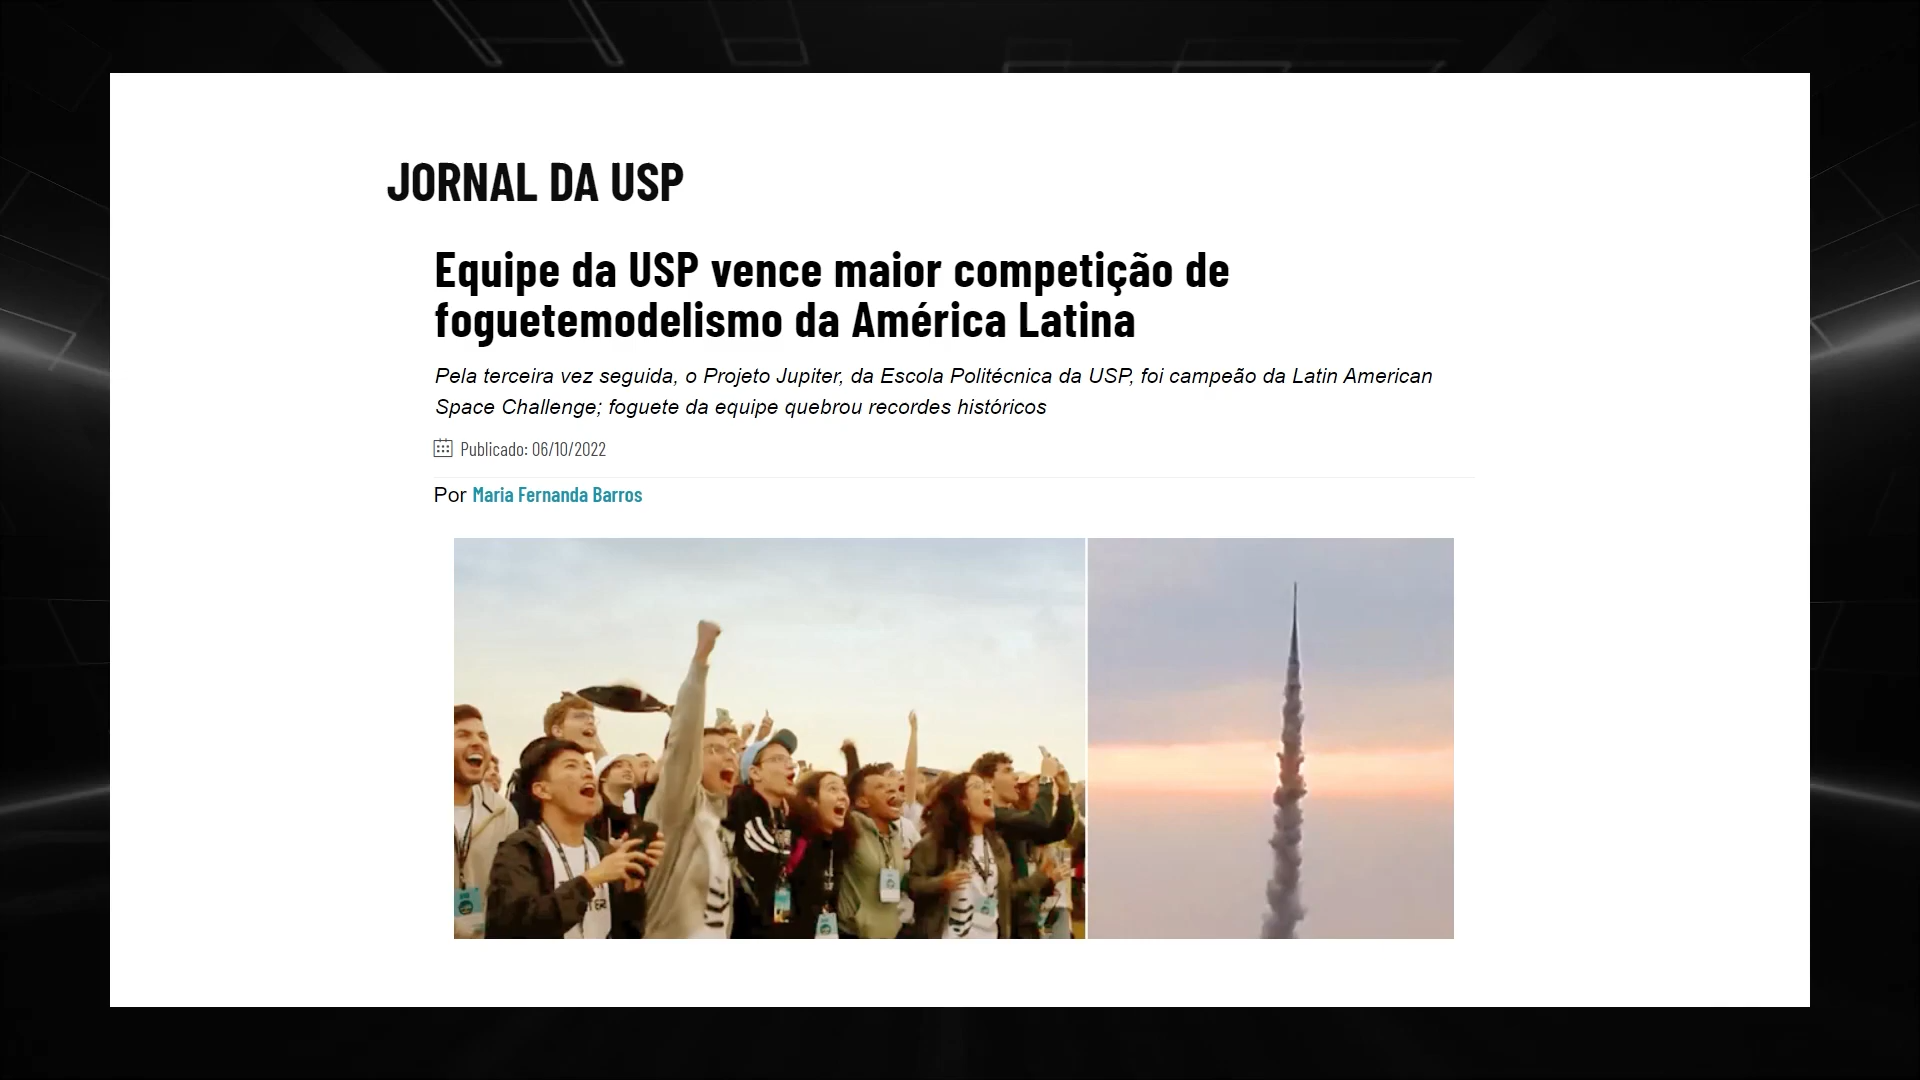 JORNAL DA USP
Equipe da USP vence maior competição de
foguetemodelismo da América Latina
Pela terceira vez seguida, o Projeto Jupiter, da Escola Politécnica da USP, foi campeão da Latin American
Space Challenge; foguete da equipe quebrou recordes históricos
Publicado: 06/10/2022
Por Maria Fernanda Barros